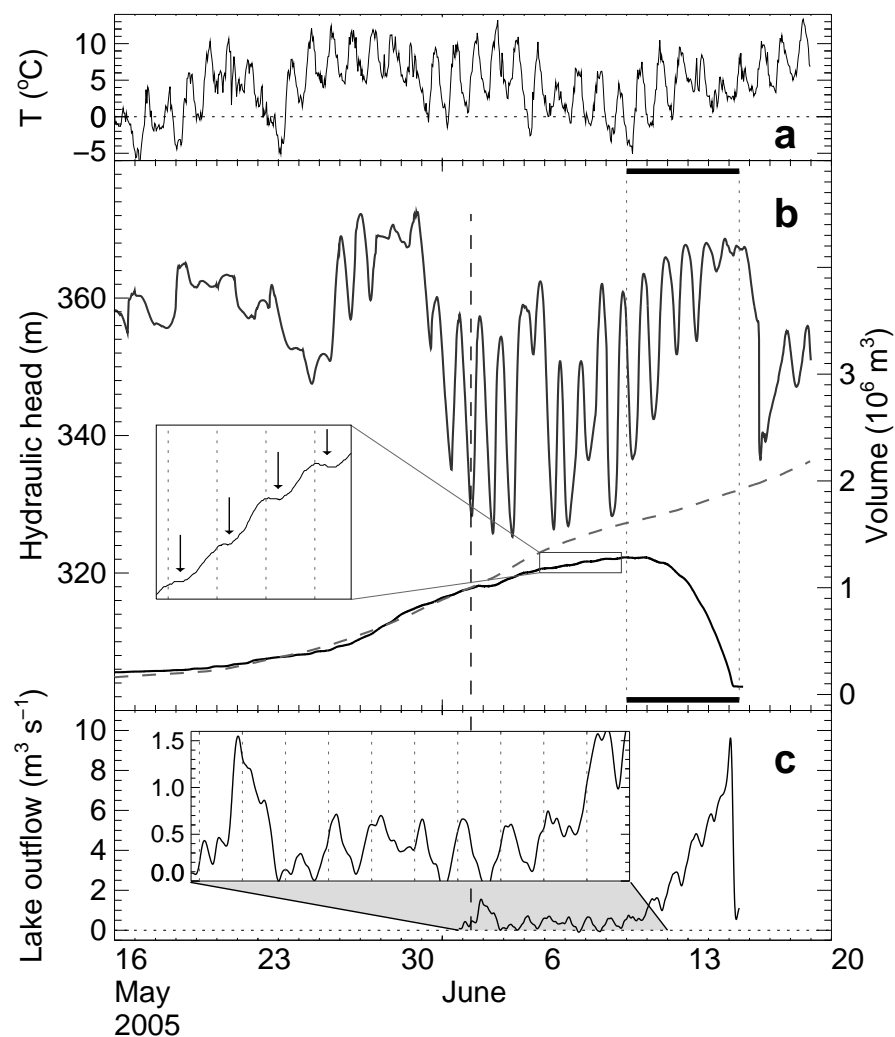 T (°C)
10
5
0
−5
a
b
Hydraulic head (m)
360
340
320
Volume (10⁶ m³)
3
2
1
0
c
Lake outflow (m³ s⁻¹)
10
8
6
4
2
0
1.5
1.0
0.5
0.0
16 23 30 6 13 20
May June
2005